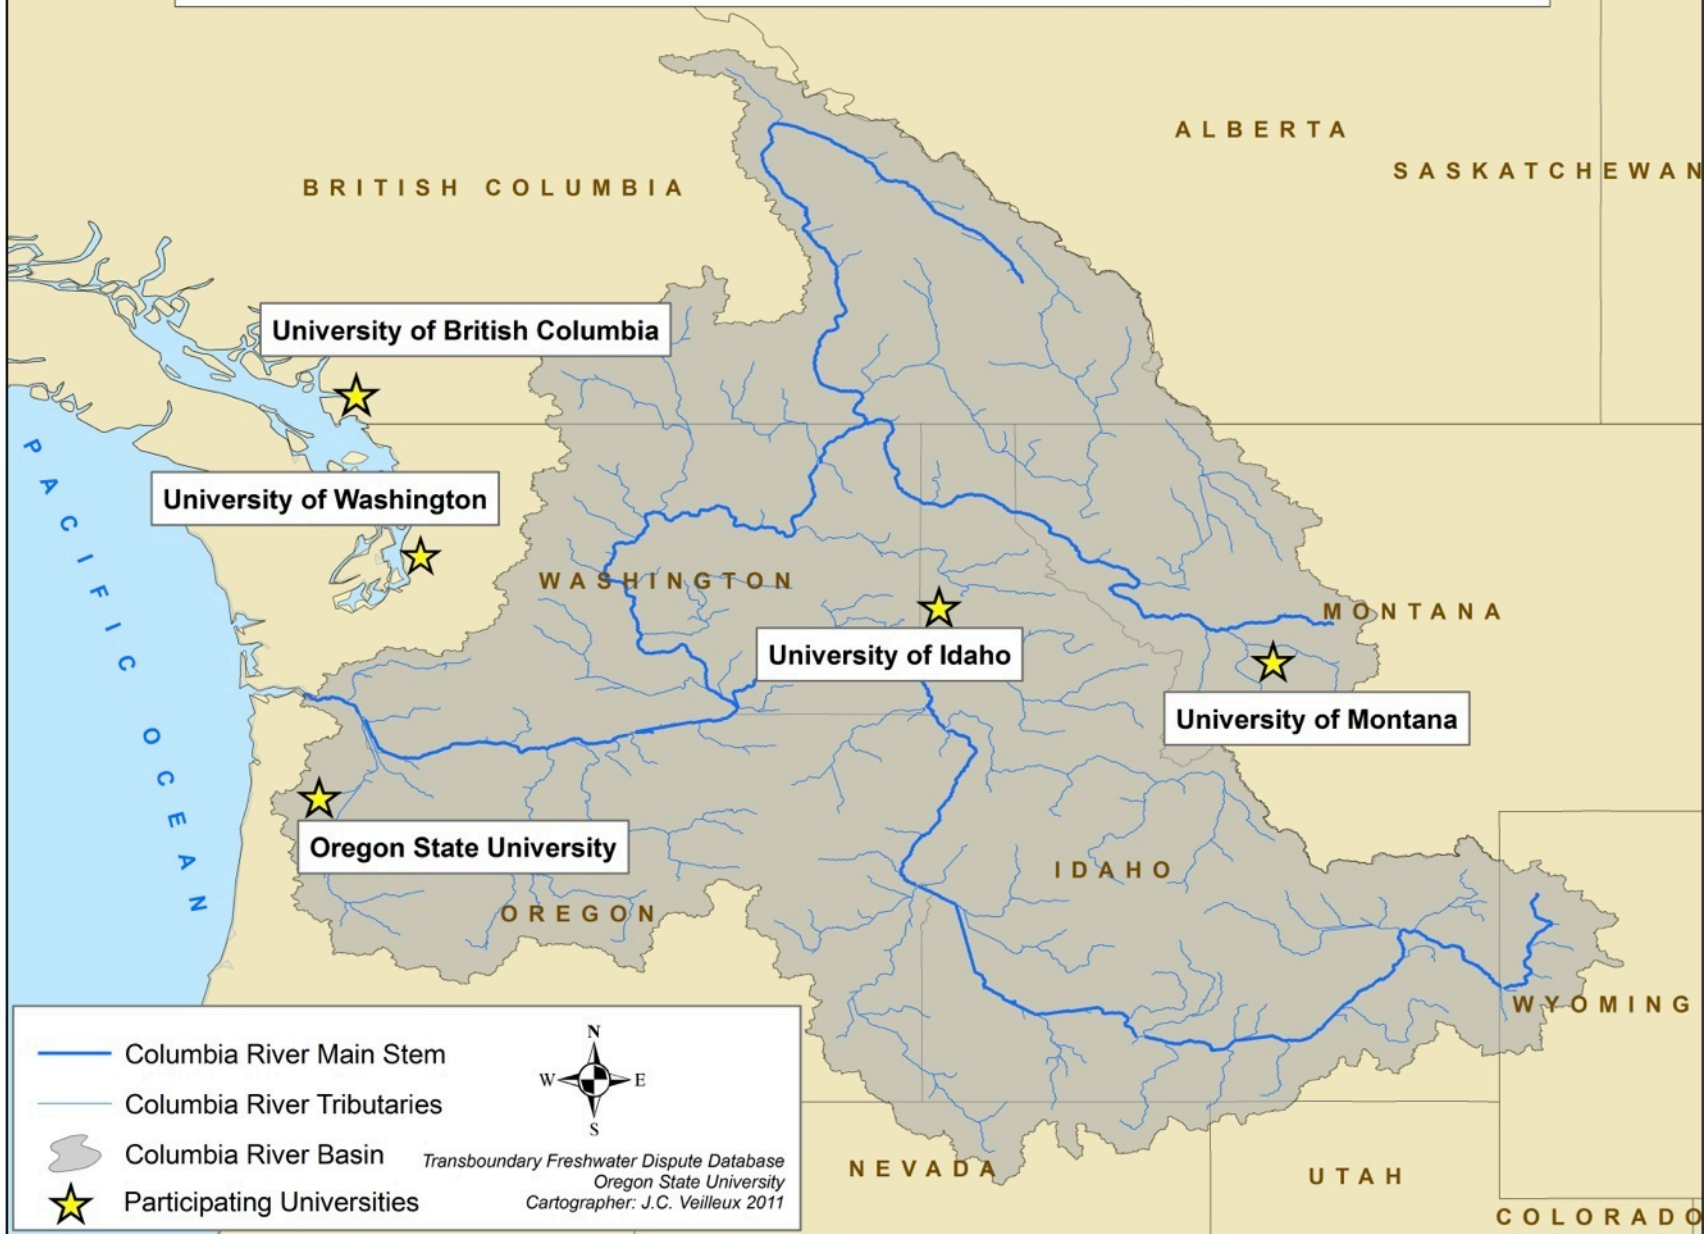 ALBERTA
SASKATCHEWAN
BRITISH COLUMBIA
University of British Columbia
PACIFIC OCEAN
University of Washington
WASHINGTON
MONTANA
University of Idaho
University of Montana
Oregon State University
IDAHO
OREGON
WYOMING
Columbia River Main Stem
Columbia River Tributaries
Columbia River Basin
Participating Universities
N
W
E
S
Transboundary Freshwater Dispute Database
Oregon State University
Cartographer: J.C. Veilleux 2011
NEVADA
UTAH
COLORADO